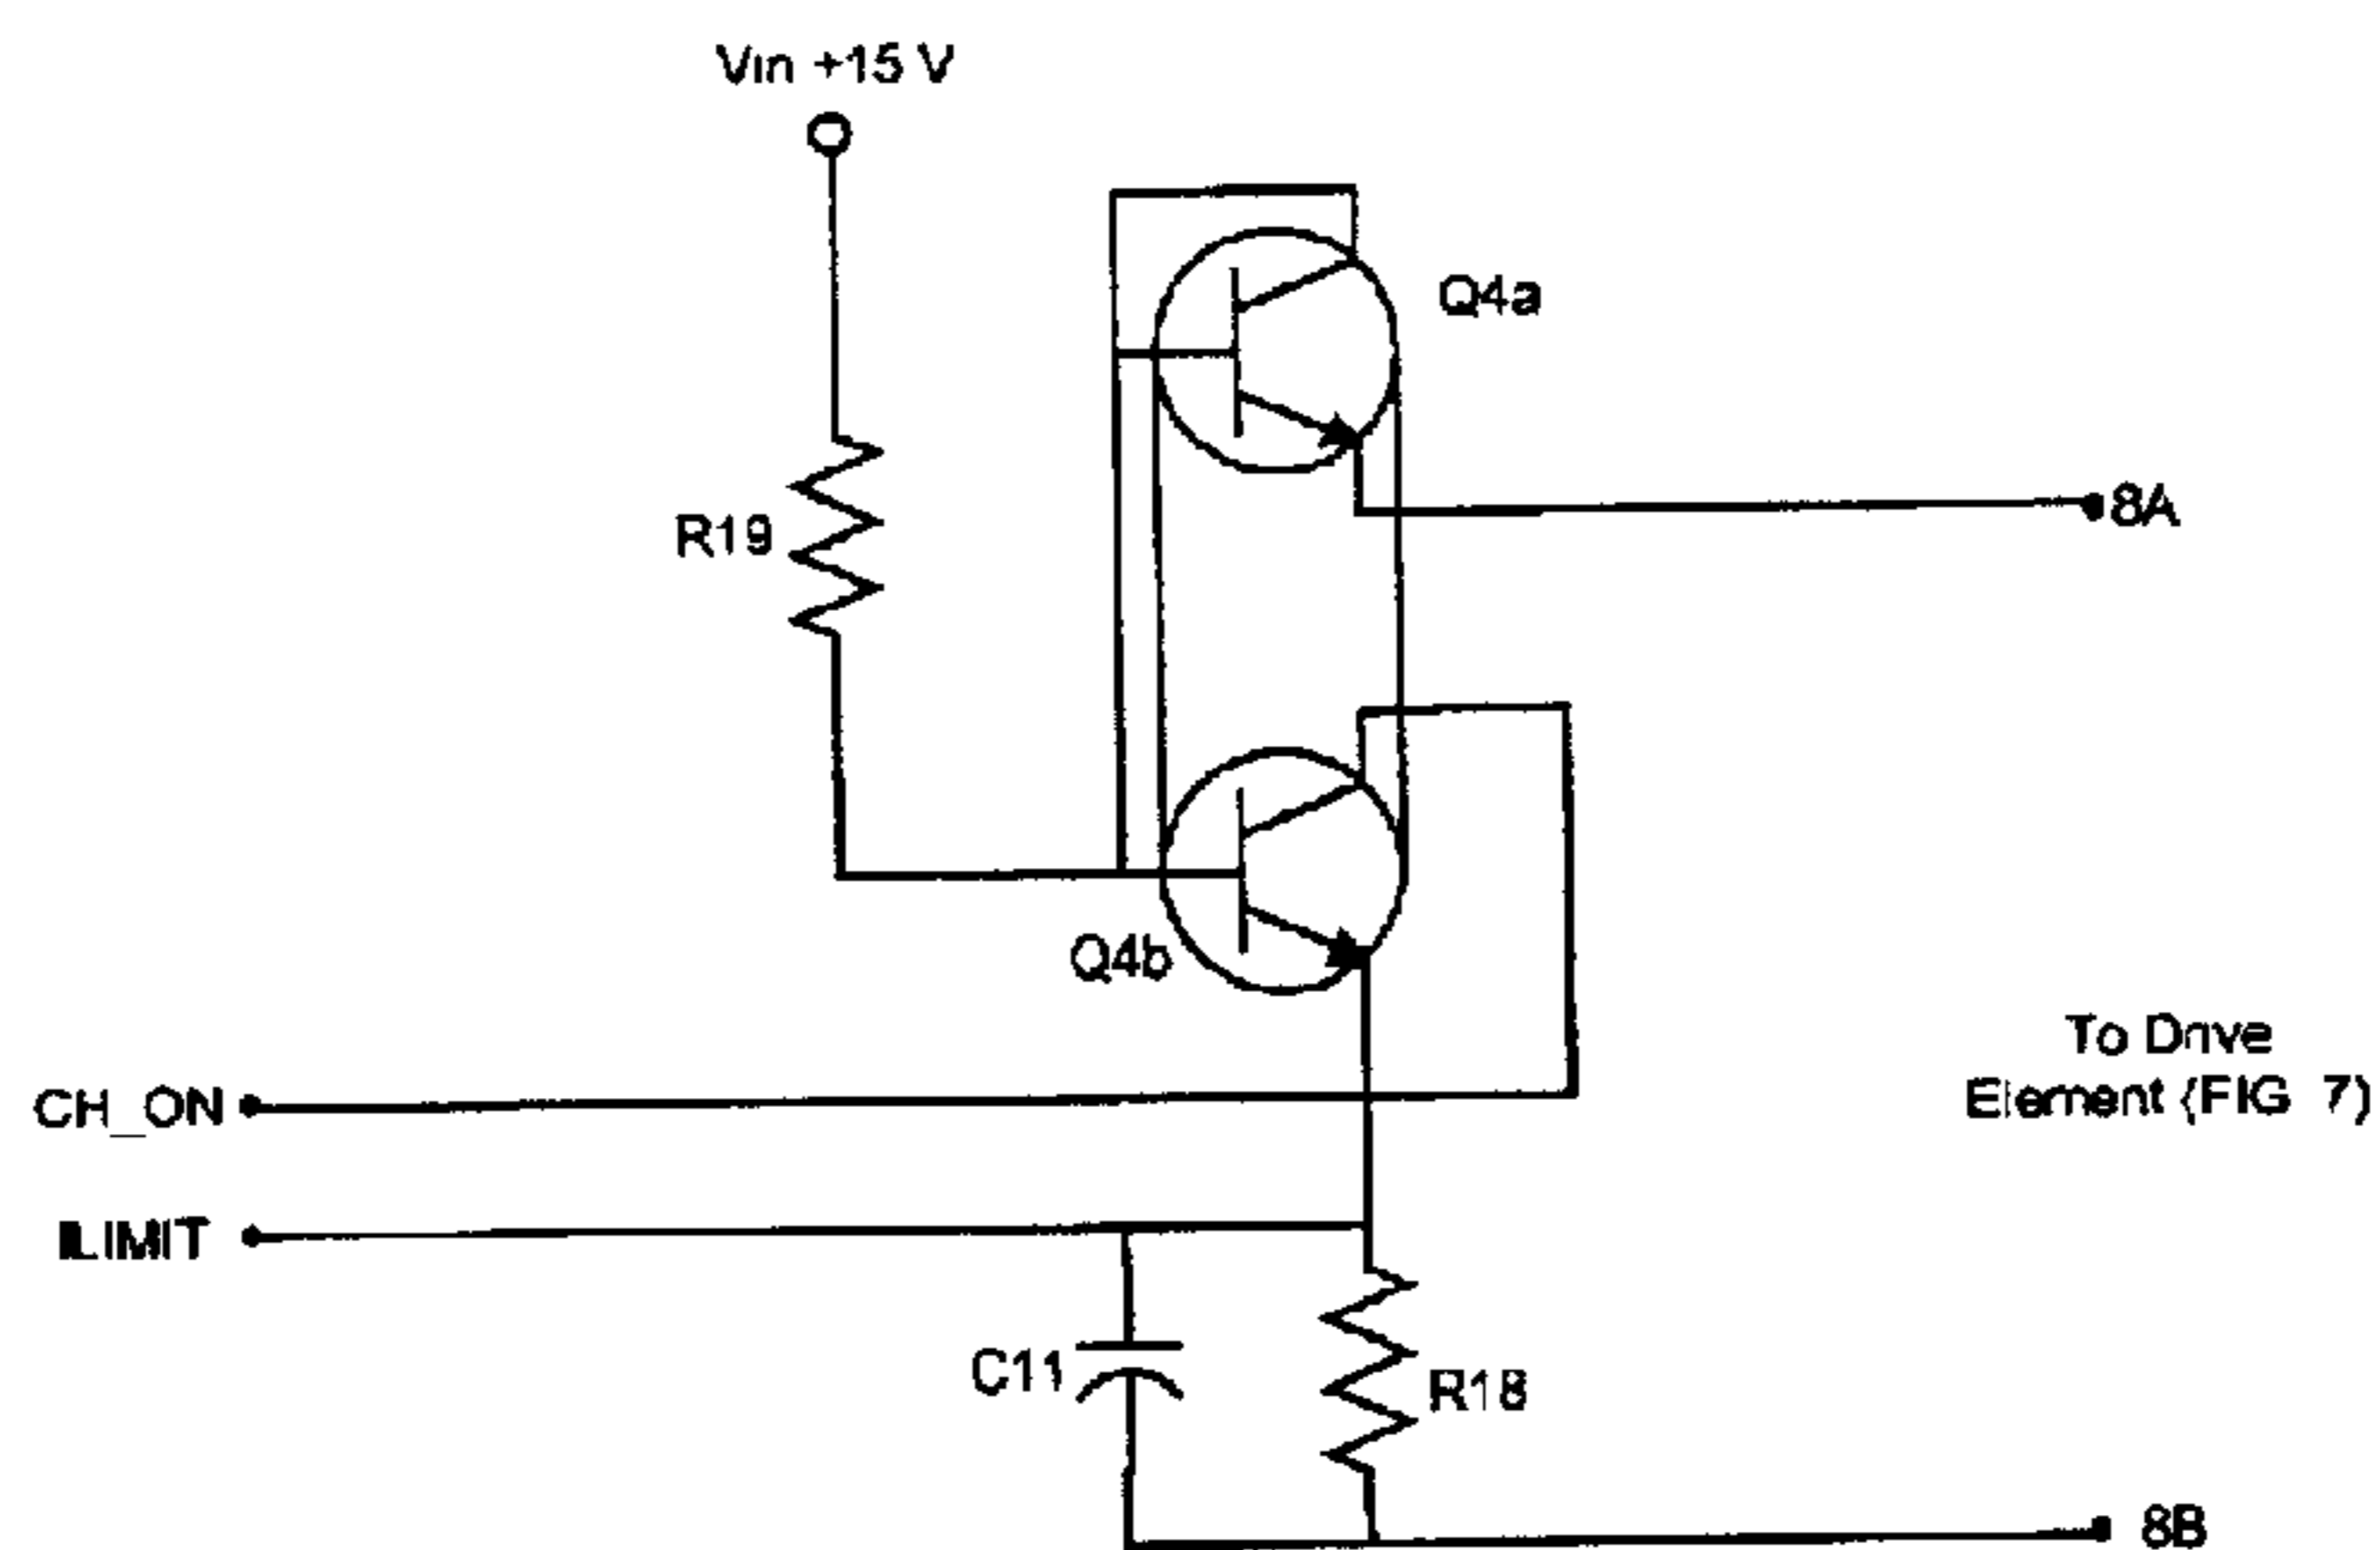 Vin +15 V
Q4a
8A
R19
Q4b
To Drive
Element (FIG 7)
CH_ON
ILIMIT
C11
R18
8B